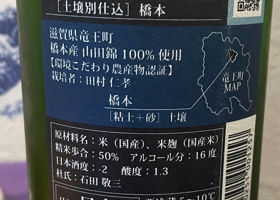 [土壌別仕込] 橋本
滋賀県竜王町
橋本産 山田錦 100% 使用
【環境こだわり農産物認証】
栽培者：田村 仁孝
橋本
［粘土＋砂］土壌
竜王町
MAP
原材料名：米（国産）、米麹（国産米）
精米歩合：50%　アルコール分：16度
日本酒度：-2　酸度：1.3
杜氏：石田 敬三
5～10℃